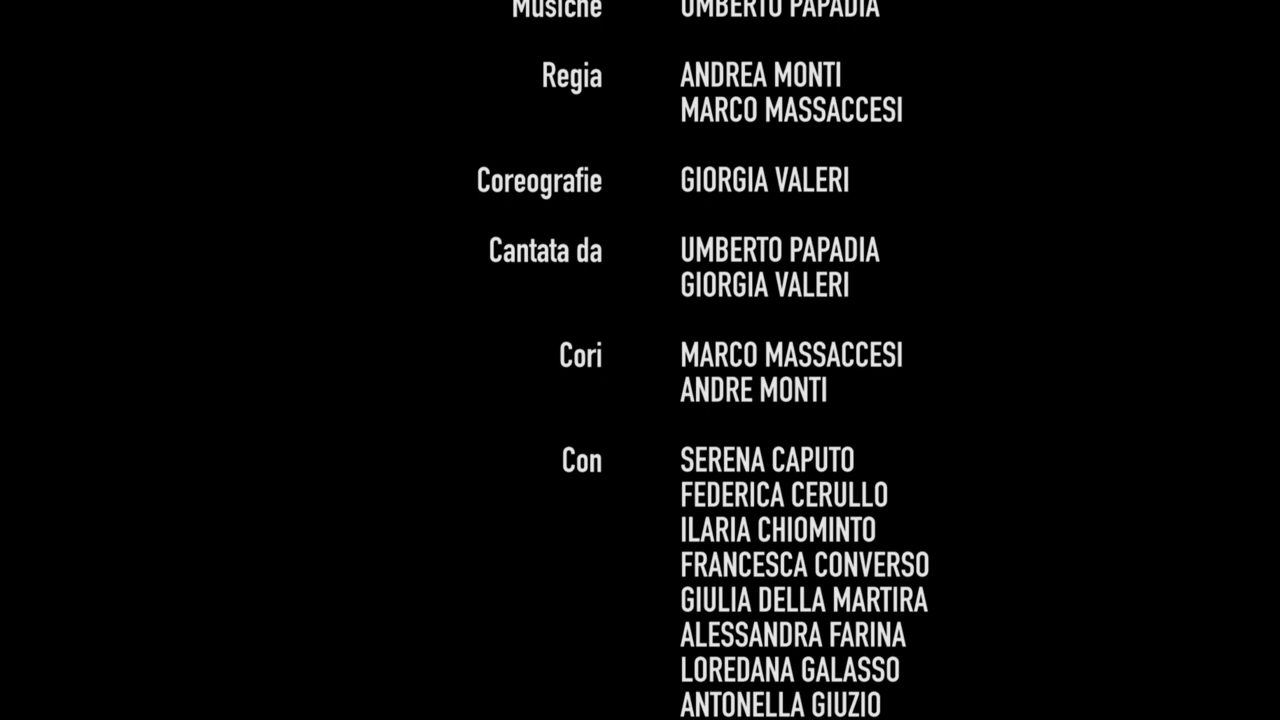 Musiche UMBERTO PAPADIA
Regia ANDREA MONTI
MARCO MASSACCESI
Coreografie GIORGIA VALERI
Cantata da UMBERTO PAPADIA
GIORGIA VALERI
Cori MARCO MASSACCESI
ANDRE MONTI
Con SERENA CAPUTO
FEDERICA CERULLO
ILARIA CHIOMINTO
FRANCESCA CONVERSO
GIULIA DELLA MARTIRA
ALESSANDRA FARINA
LOREDANA GALASSO
ANTONELLA GIUZIO